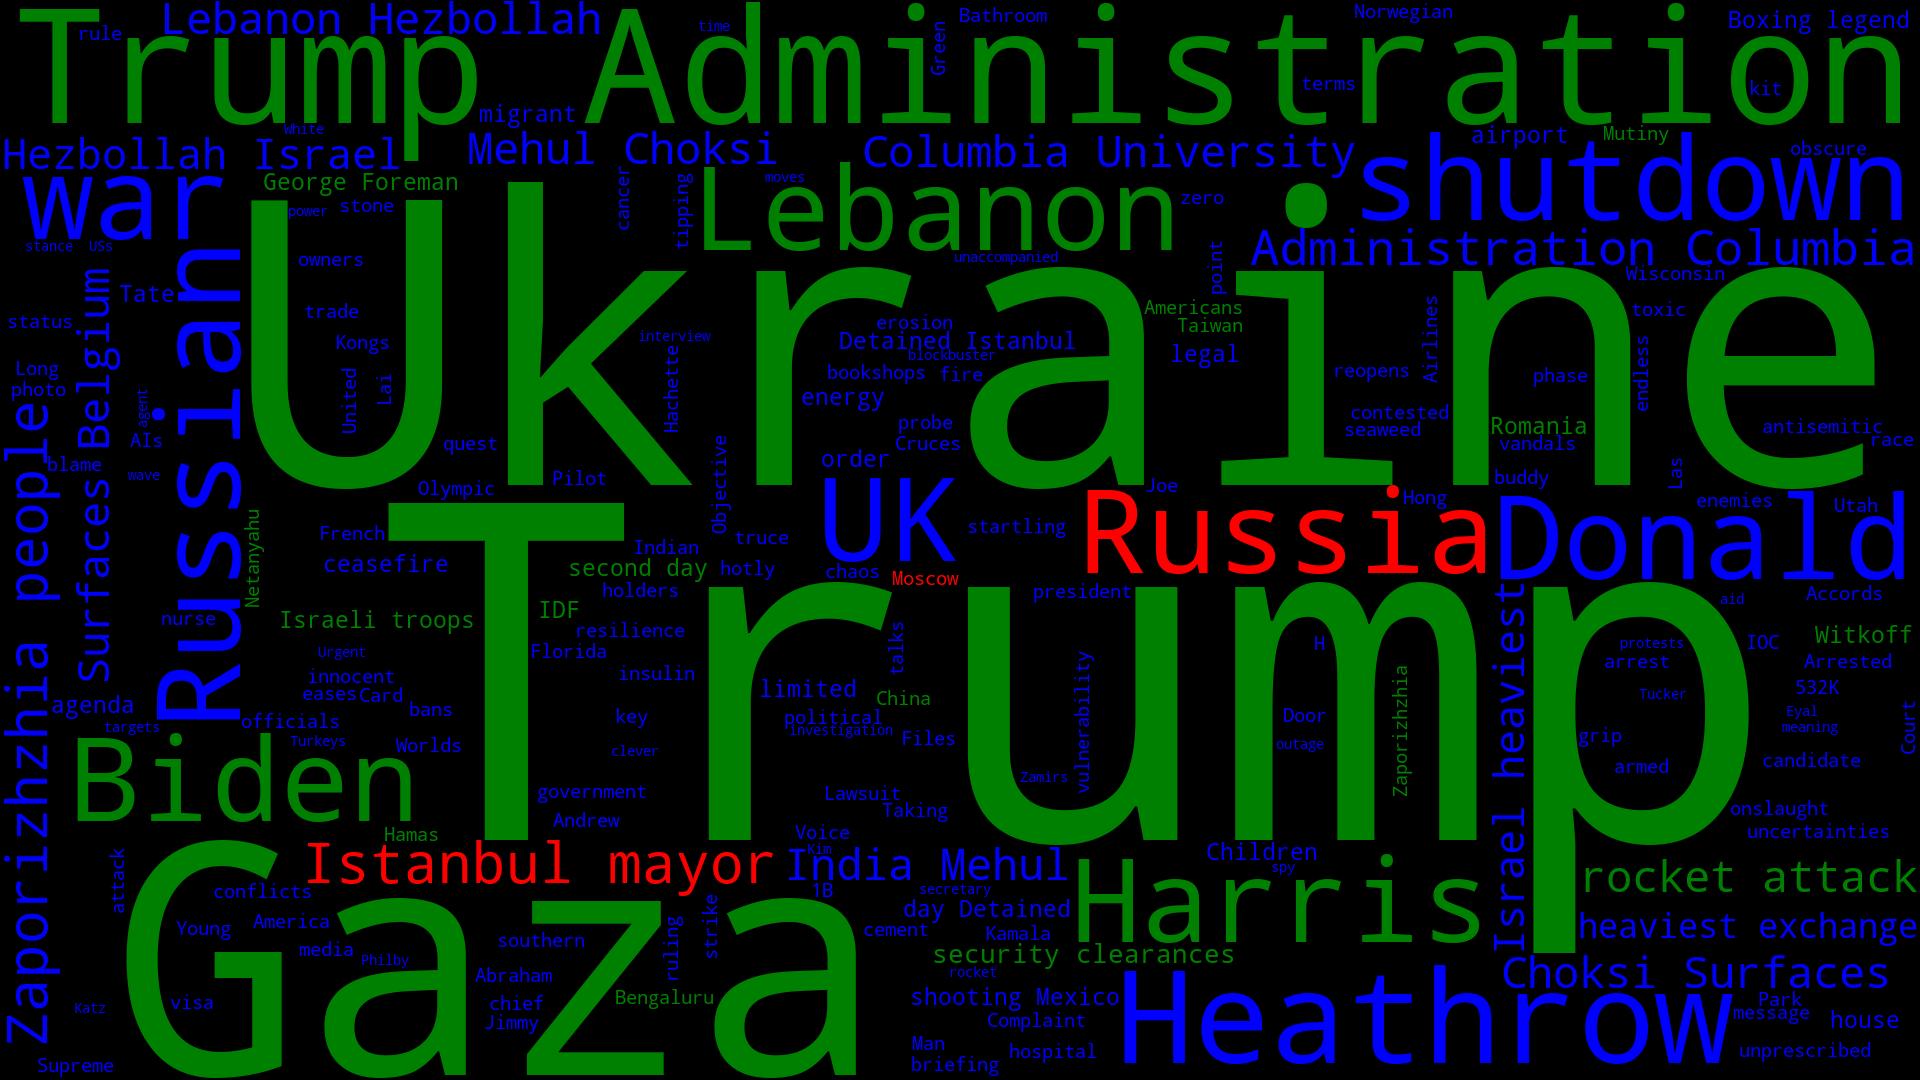 Trump Administration
Lebanon Hezbollah
rule
time
Bathroom
Norwegian
Boxing legend
Green
terms
kit
migrant
White
Mehul Choksi
Columbia University
airport
Mutiny
obscure
Hezbollah Israel
war
shutdown
George Foreman
cancer
tipping
moves
Lebanon
zero
power
stone
stance
USs
owners
unaccompanied
point
Administration Columbia
Wisconsin
Ukraine
Russian
Surfaces Belgium
Tate
status
trade
Kongs
interview
Hachette
erosion
Detained Istanbul
blockbuster
Americans
Taiwan
legal
Airlines
toxic
Long
photo
agent
United
Lai
bookshops
fire
energy
reopens
phase
endless
AIs
blame
wave
quest
probe
Cruces
order
contested
seaweed
Romania
vandals
antisemitic
race
Zaporizhzhia people
Olympic
Pilot
Objective
Joe
Hong
buddy
Las
enemies
Utah
UK
Russia
Donald
startling
Netanyahu
French
ceasefire
Indian
truce
second day
hotly
chaos
Moscow
Trump
holders
president
Israel heaviest
aid
Accords
nurse
Israeli troops
IDF
resilience
talks
H
protests
IOC
Witkoff
Urgent
Florida
arrest
Arrested
innocent
insulin
vulnerability
Zaporizhzhia
eases
Card
limited
China
Tucker
532K
agenda
officials
bans
key
political
Door
Eyal
meaning
Court
targets
Turkeys
Worlds
clever
investigation
Files
outage
grip
Biden
Zamirs
armed
candidate
government
Lawsuit
Andrew
Taking
onslaught
uncertainties
Hamas
Voice
Kim
Istanbul mayor
India Mehul
Children
spy
attack
Gaza
conflicts
1B
secretary
Harris
rocket attack
Young
America
strike
day Detained
heaviest exchange
media
southern
ruling
cement
Kamala
Philby
security clearances
Abraham
rocket
Choksi Surfaces
Katz
visa
chief
Bengaluru
shooting Mexico
Heathrow
Park
message
house
Jimmy
Complaint
Man
hospital
unprescribed
Supreme
briefing